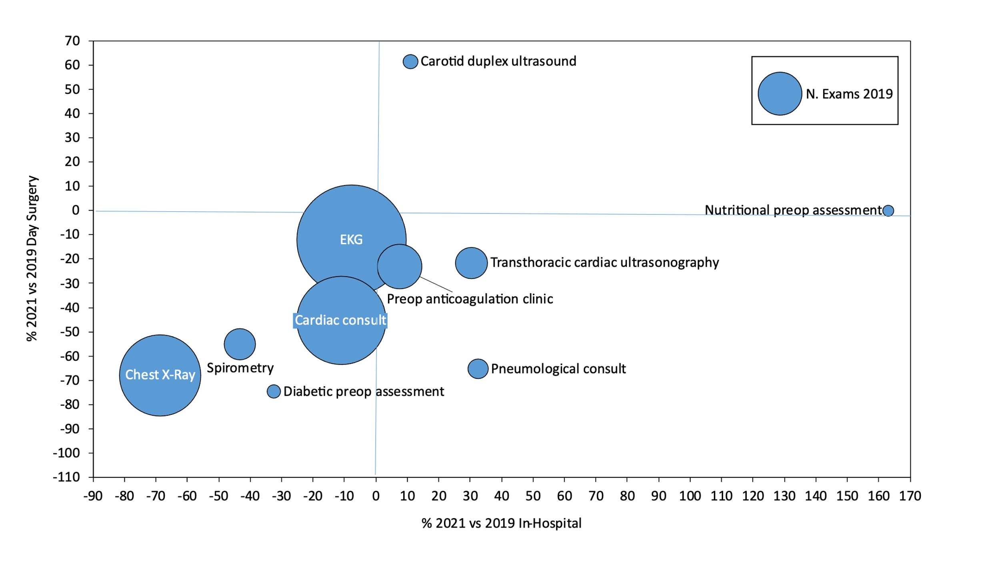 70
60
50
40
30
20
10
0
-10
-20
-30
-40
-50
-60
-70
-80
-90
-100
-110
% 2021 vs 2019 Day Surgery
Carotid duplex ultrasound
N. Exams 2019
Nutritional preop assessment
EKG
Transthoracic cardiac ultrasonography
Preop anticoagulation clinic
Cardiac consult
Spirometry
Pneumological consult
Chest X-Ray
Diabetic preop assessment
-90 -80 -70 -60 -50 -40 -30 -20 -10 0 10 20 30 40 50 60 70 80 90 100 110 120 130 140 150 160 170
% 2021 vs 2019 In-Hospital